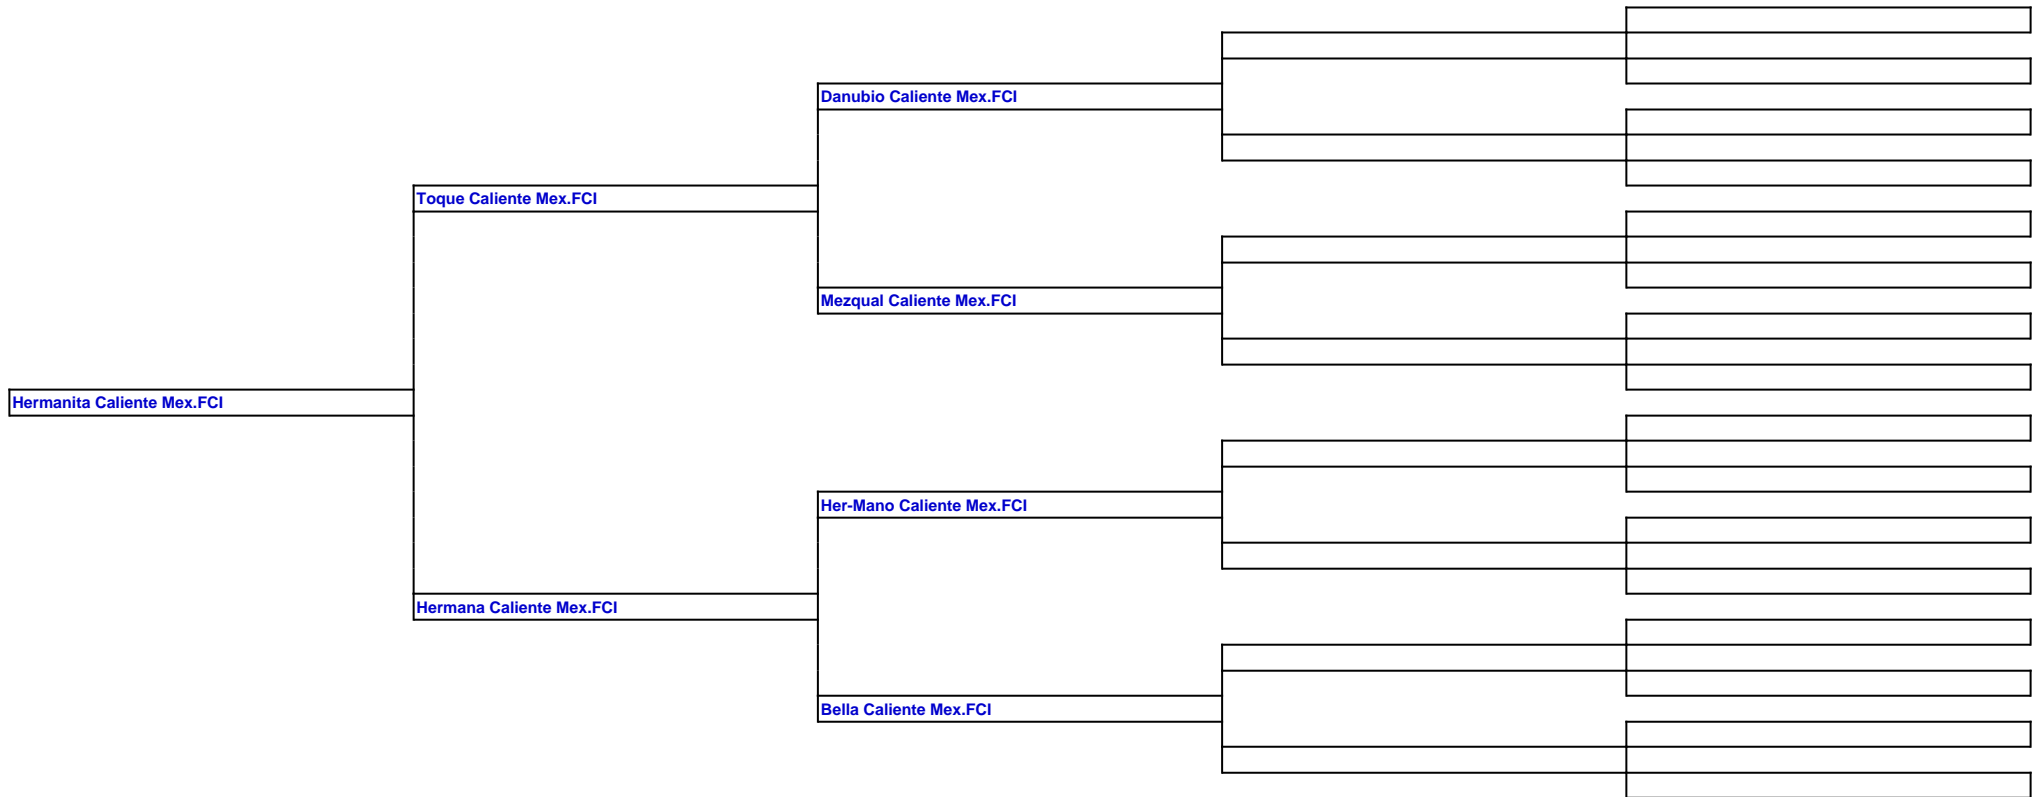 Danubio Caliente Mex.FCI
Toque Caliente Mex.FCI
Mezqual Caliente Mex.FCI
Hermanita Caliente Mex.FCI
Her-Mano Caliente Mex.FCI
Hermana Caliente Mex.FCI
Bella Caliente Mex.FCI